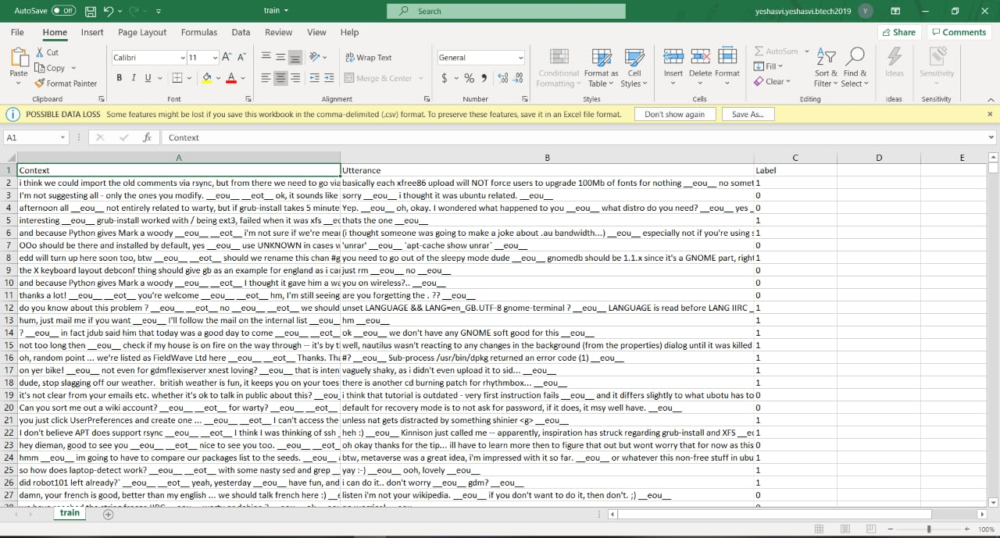 AutoSave Off train Search yeshasvi.yeshasvi.btech2019 Y
File Home Insert Page Layout Formulas Data Review View Help Share Comments
Cut Calibri 11 A A Wrap Text General AutoSum
Paste Copy Conditional Format as Cell Insert Delete Format Fill Sort & Find & Ideas Sensitivity
Format Painter B I U A Merge & Center $ % Formatting Table Styles Clear Filter Select
Clipboard Font Alignment Number Styles Cells Editing Ideas Sensitivity
POSSIBLE DATA LOSS Some features might be lost if you save this workbook in the comma-delimited (.csv) format. To preserve these features, save it in an Excel file format. Don't show again Save As...
A1 fx Context
A B C D E
1 Context Utterance Label
2 i think we could import the old comments via rsync, but from there we need to go via basically each xfree86 upload will NOT force users to upgrade 100Mb of fonts for nothing __eou__ no somet 1
3 I'm not suggesting all - only the ones you modify. __eou__ __eot__ ok, it sounds like sorry __eou__ i thought it was ubuntu related. __eou__ 0
4 afternoon all __eou__ not entirely related to warty, but if grub-install takes 5 minute Yep. __eou__ oh, okay. I wondered what happened to you __eou__ what distro do you need? __eou__ yes _ 0
5 interesting __eou__ grub-install worked with / being ext3, failed when it was xfs __eo thats the one __eou__ 1
6 and because Python gives Mark a woody __eou__ __eot__ i'm not sure if we're mean (i thought someone was going to make a joke about .au bandwidth...) __eou__ especially not if you're using s 1
7 OOo should be there and installed by default, yes __eou__ use UNKNOWN in cases w 'unrar' __eou__ `apt-cache show unrar` __eou__ 0
8 edd will turn up here soon too, btw __eou__ __eot__ should we rename this chan #g you need to go out of the sleepy mode dude __eou__ gnomedb should be 1.1.x since it's a GNOME part, right 1
9 the X keyboard layout debconf thing should give gb as an example for england as i ca just rm __eou__ no __eou__ 0
10 and because Python gives Mark a woody __eou__ __eot__ I thought it gave him a wo you on wireless?.. __eou__ 0
11 thanks a lot! __eou__ __eot__ you're welcome __eou__ __eot__ hm, I'm still seeing are you forgetting the . ?? __eou__ 0
12 do you know about this problem ? __eou__ __eot__ no __eou__ __eot__ we should unset LANGUAGE && LANG=en_GB.UTF-8 gnome-terminal ? __eou__ LANGUAGE is read before LANG IIRC _ 1
13 hum, just mail me if you want __eou__ I'll follow the mail on the internal list __eou_ hm __eou__ 1
14 ? __eou__ in fact jdub said him that today was a good day to come __eou__ __eot_ ok __eou__ we don't have any GNOME soft good for this __eou__ 1
15 not too long then __eou__ check if my house is on fire on the way through -- it's by t well, nautilus wasn't reacting to any changes in the background (from the properties) dialog until it was killed 1
16 oh, random point ... we're listed as FieldWave Ltd here __eou__ __eot__ Thanks. Tha #? __eou__ Sub-process /usr/bin/dpkg returned an error code (1) __eou__ 1
17 on yer bike! __eou__ not even for gdmflexiserver xnest loving? __eou__ that is inten vaguely shaky, as i didn't even upload it to sid... __eou__ 1
18 dude, stop slagging off our weather. british weather is fun, it keeps you on your toes there is another cd burning patch for rhythmbox... __eou__ 1
19 it's not clear from your emails etc. whether it's ok to talk in public about this? __eou_ i think that tutorial is outdated - very first instruction fails __eou__ and it differs slightly to what ubotu has to 0
20 Can you sort me out a wiki account? __eou__ __eot__ for warty? __eou__ __eot__ default for recovery mode is to not ask for password, if it does, it msy well have. __eou__ 0
21 you just click UserPreferences and create one ... __eou__ __eot__ I can't access the unless nat gets distracted by something shinier <g> __eou__ 1
22 I don't believe APT does support rsync __eou__ __eot__ I think I was thinking of ssh _ heh :) __eou__ Kinnison just called me -- apparently, inspiration has struck regarding grub-install and XFS __eo 1
23 hey dieman, good to see you __eou__ __eot__ nice to see you too. __eou__ __eot_ oh okay thanks for the tip... ill have to learn more then to figure that out but wont worry that for now as this 0
24 hmm __eou__ im going to have to compare our packages list to the seeds. __eou__ btw, metaverse was a great idea, i'm impressed with it so far. __eou__ or whatever this non-free stuff in ubu 1
25 so how does laptop-detect work? __eou__ __eot__ with some nasty sed and grep _ yay :-) __eou__ ooh, lovely __eou__ 1
26 did robot101 left already?` __eou__ __eot__ yeah, yesterday __eou__ have fun, and i can do it.. don't worry __eou__ gdm? __eou__ 1
27 damn, your french is good, better than my english ... we should talk french here :) __e listen i'm not your wikipedia. __eou__ if you don't want to do it, then don't. ;) __eou__ 0
train
100%